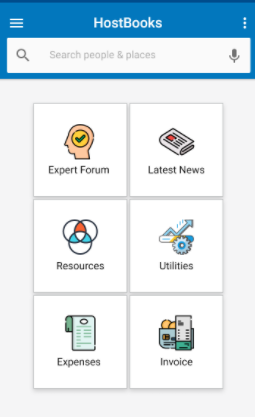 HostBooks
Search people & places
Expert Forum
Latest News
Resources
Utilities
Expenses
Invoice